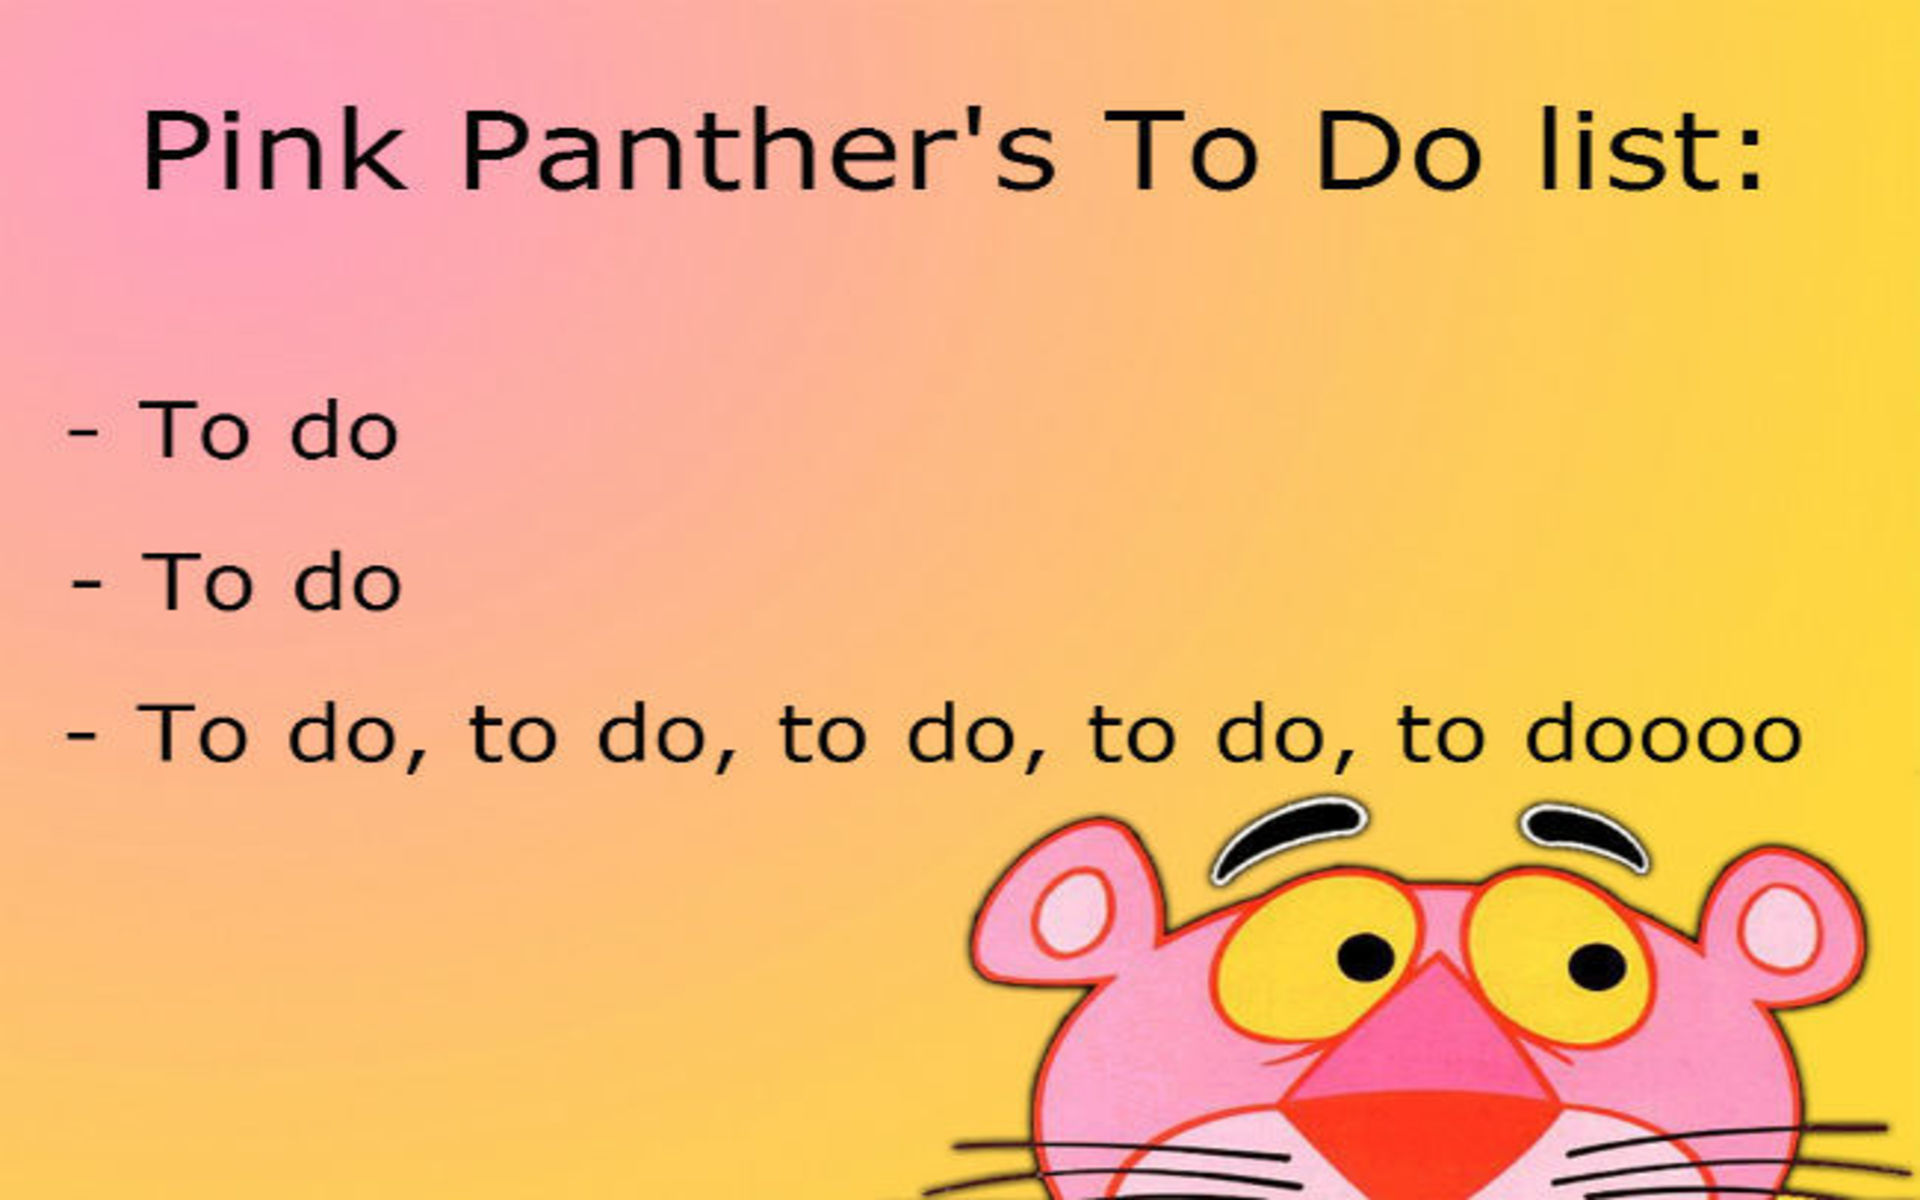 Pink Panther's To Do list:
- To do
- To do
- To do, to do, to do, to do, to doooo